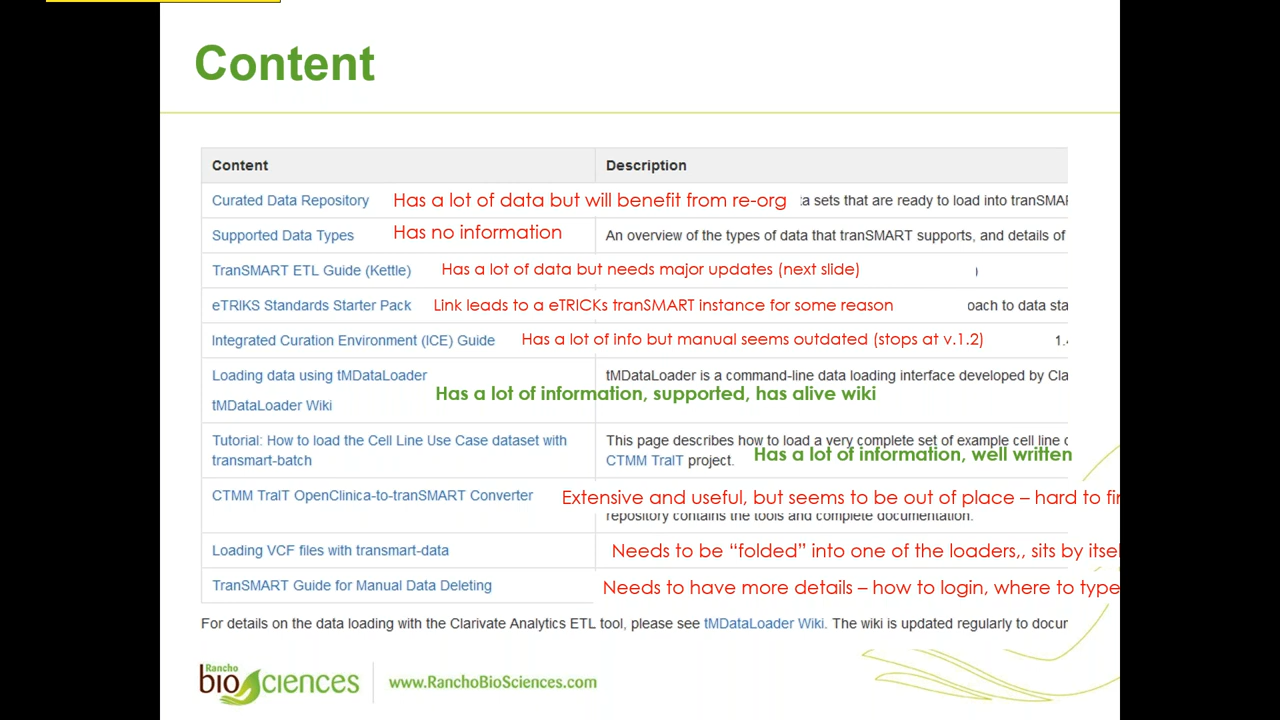 Content
Content Description
Curated Data Repository Has a lot of data but will benefit from re-org a sets that are ready to load into tranSMAR
Supported Data Types Has no information An overview of the types of data that tranSMART supports, and details of
TranSMART ETL Guide (Kettle) Has a lot of data but needs major updates (next slide) )
eTRIKS Standards Starter Pack Link leads to a eTRICKs tranSMART instance for some reason oach to data sta
Integrated Curation Environment (ICE) Guide Has a lot of info but manual seems outdated (stops at v.1.2) 1.4
Loading data using tMDataLoader tMDataLoader is a command-line data loading interface developed by Cla
Has a lot of information, supported, has alive wiki
tMDataLoader Wiki
Tutorial: How to load the Cell Line Use Case dataset with This page describes how to load a very complete set of example cell line
transmart-batch CTMM TraIT project. Has a lot of information, well written
CTMM TraIT OpenClinica-to-tranSMART Converter Extensive and useful, but seems to be out of place – hard to fin
repository contains the tools and complete documentation.
Loading VCF files with transmart-data Needs to be “folded” into one of the loaders,, sits by itsel
TranSMART Guide for Manual Data Deleting Needs to have more details – how to login, where to type
For details on the data loading with the Clarivate Analytics ETL tool, please see tMDataLoader Wiki. The wiki is updated regularly to docum
Rancho
biosciences www.RanchoBioSciences.com